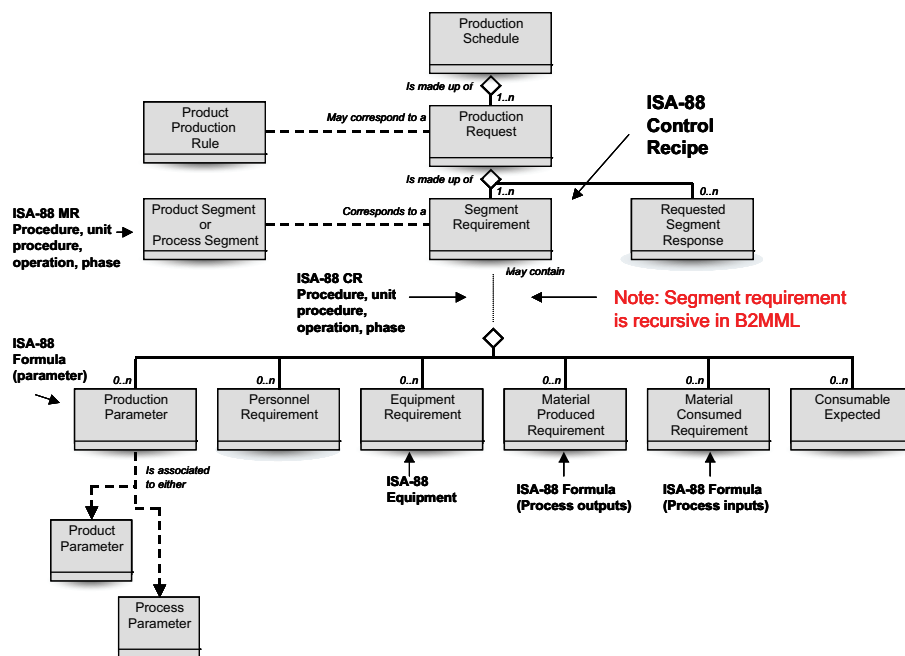 Production
Schedule
Is made up of
1..n
Product
Production
Rule
May correspond to a
Production
Request
ISA-88
Control
Recipe
Is made up of
1..n
0..n
ISA-88 MR
Procedure, unit
procedure,
operation, phase
Product Segment
or
Process Segment
Corresponds to a
Segment
Requirement
Requested
Segment
Response
May contain
ISA-88 CR
Procedure, unit
procedure,
operation, phase
Note: Segment requirement
is recursive in B2MML
ISA-88
Formula
(parameter)
0..n
0..n
0..n
0..n
0..n
0..n
Production
Parameter
Personnel
Requirement
Equipment
Requirement
Material
Produced
Requirement
Material
Consumed
Requirement
Consumable
Expected
Is associated
to either
ISA-88
Equipment
ISA-88 Formula
(Process outputs)
ISA-88 Formula
(Process inputs)
Product
Parameter
Process
Parameter